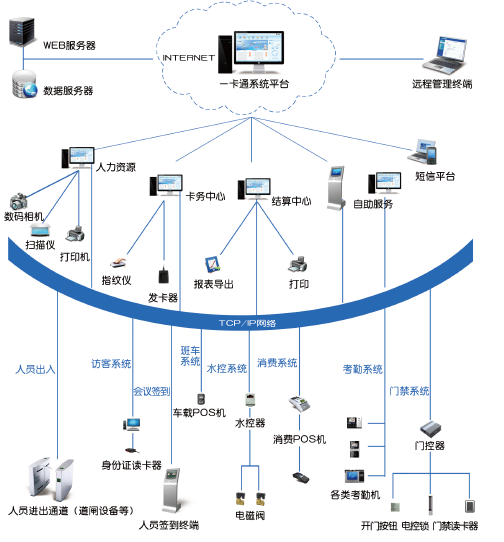 WEB服务器
INTERNET
一卡通系统平台
远程管理终端
数据服务器
人力资源
短信平台
卡务中心
结算中心
自助服务
数码相机
扫描仪
打印机
指纹仪
发卡器
报表导出
打印
TCP/IP网络
人员出入
访客系统
班车
系统
水控系统
消费系统
考勤系统
会议签到
门禁系统
车载POS机
水控器
消费POS机
门控器
身份证读卡器
各类考勤机
人员进出通道（道闸设备等）
人员签到终端
电磁阀
开门按钮
电控锁
门禁读卡器